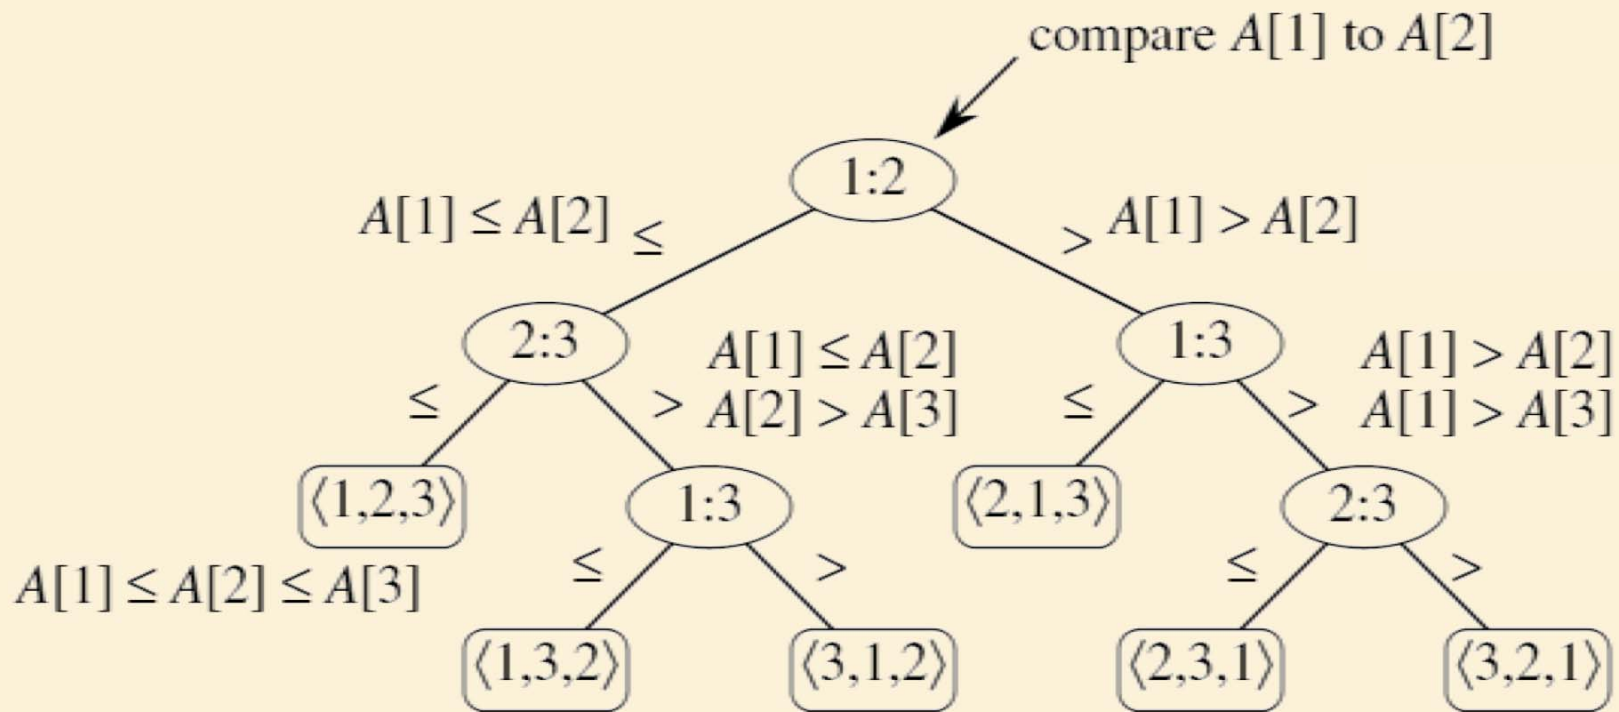 compare A[1] to A[2]
1:2
A[1] ≤ A[2] ≤
> A[1] > A[2]
2:3
A[1] ≤ A[2]
1:3
A[1] > A[2]
≤
> A[2] > A[3]
≤
> A[1] > A[3]
⟨1,2,3⟩
1:3
⟨2,1,3⟩
2:3
A[1] ≤ A[2] ≤ A[3]
≤
>
≤
>
⟨1,3,2⟩
⟨3,1,2⟩
⟨2,3,1⟩
⟨3,2,1⟩